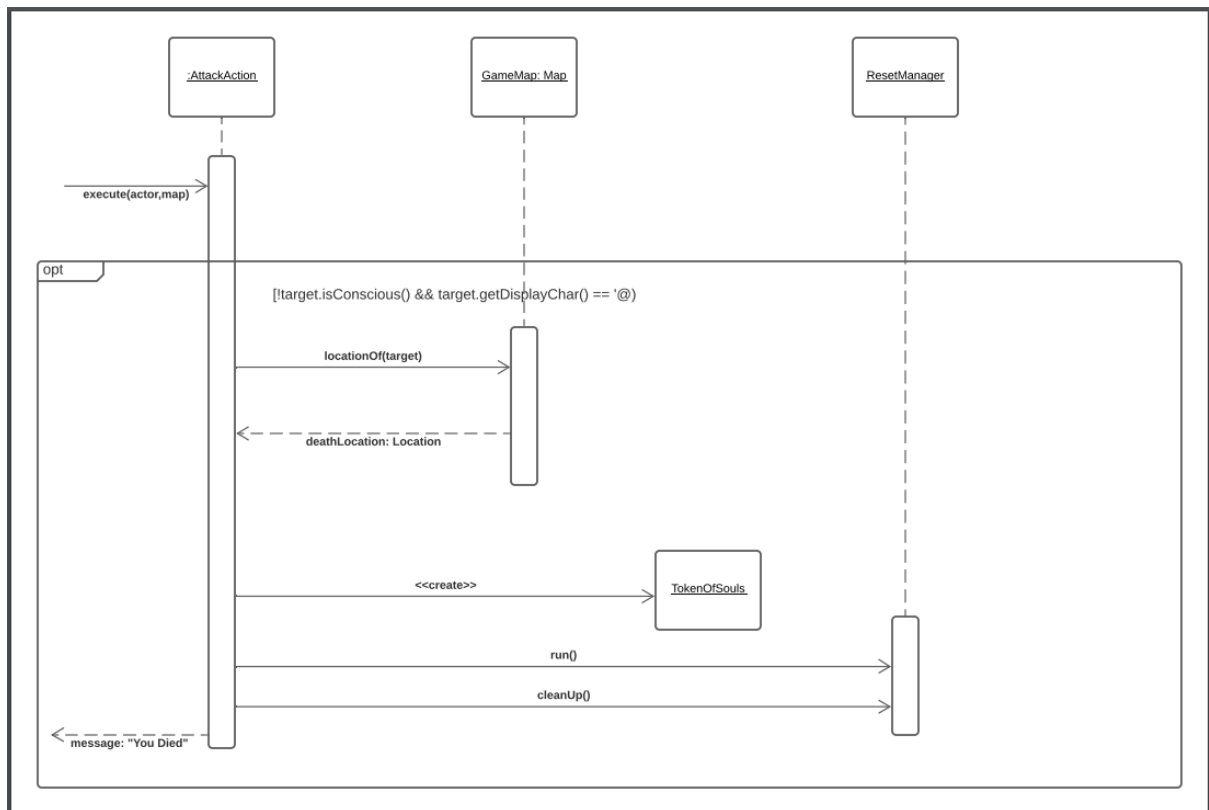 :AttackAction
GameMap: Map
ResetManager
execute(actor,map)
opt
[!target.isConscious() && target.getDisplayChar() == '@)
locationOf(target)
deathLocation: Location
<<create>>
TokenOfSouls
run()
cleanUp()
message: "You Died"